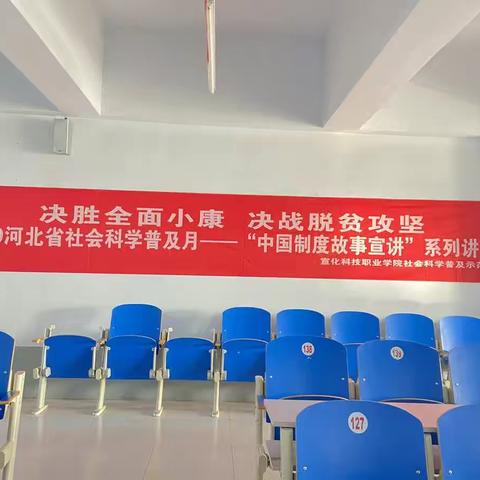 决胜全面小康 决战脱贫攻坚
河北省社会科学普及月——“中国制度故事宣讲”系列讲
宣化科技职业学院社会科学普及示范
138
139
127